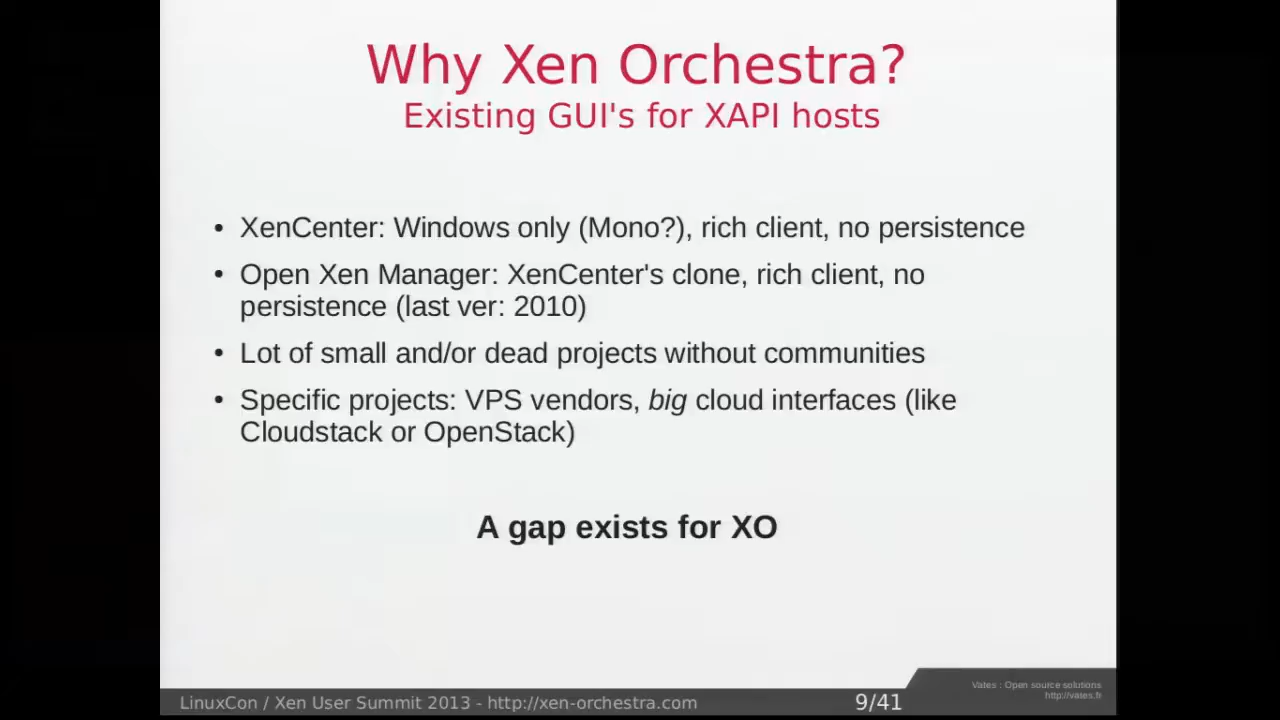 Why Xen Orchestra?
Existing GUI's for XAPI hosts
• XenCenter: Windows only (Mono?), rich client, no persistence
• Open Xen Manager: XenCenter's clone, rich client, no
persistence (last ver: 2010)
• Lot of small and/or dead projects without communities
• Specific projects: VPS vendors, big cloud interfaces (like
Cloudstack or OpenStack)
A gap exists for XO
LinuxCon / Xen User Summit 2013 - http://xen-orchestra.com
9/41
Vates : Open source solutions
http://vates.fr